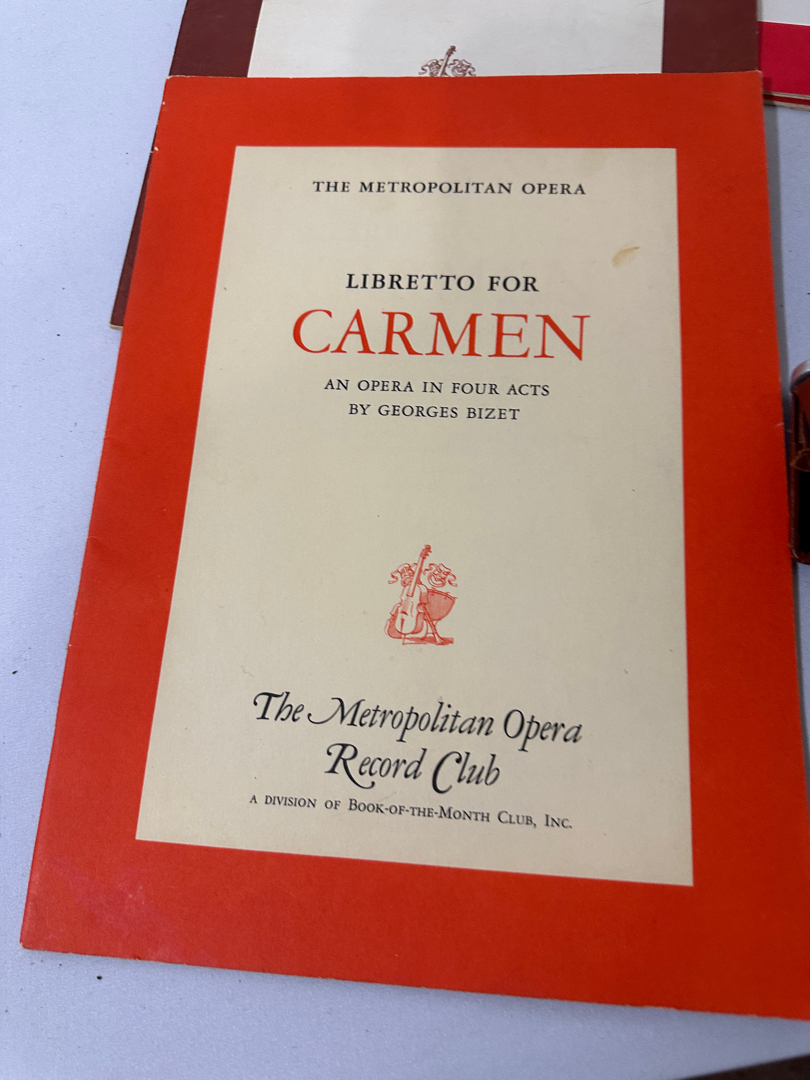 THE METROPOLITAN OPERA
LIBRETTO FOR
CARMEN
AN OPERA IN FOUR ACTS
BY GEORGES BIZET
The Metropolitan Opera
Record Club
A DIVISION OF BOOK-OF-THE-MONTH CLUB, INC.